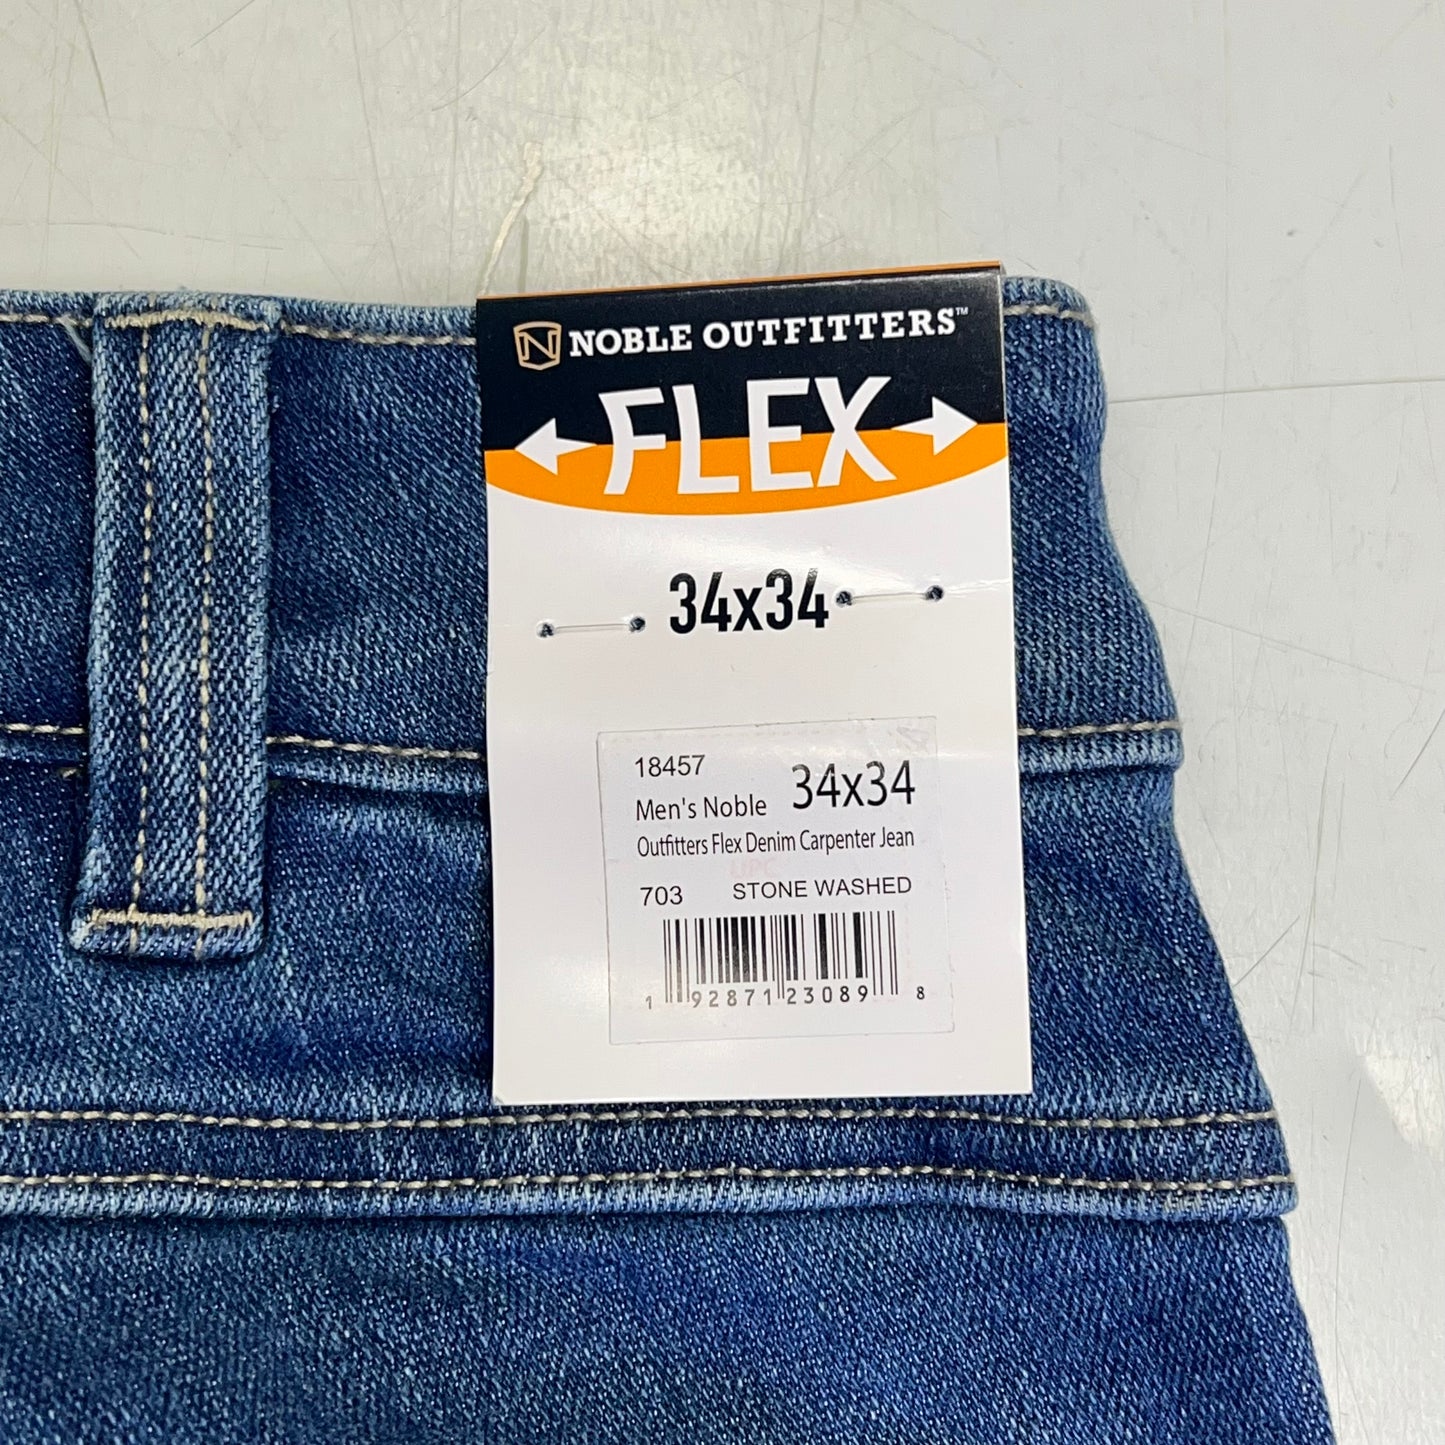 N NOBLE OUTFITTERS™
FLEX
34x34
18457
Men's Noble 34x34
Outfitters Flex Denim Carpenter Jean
UPC
703 STONE WASHED
1 92871 23089 8